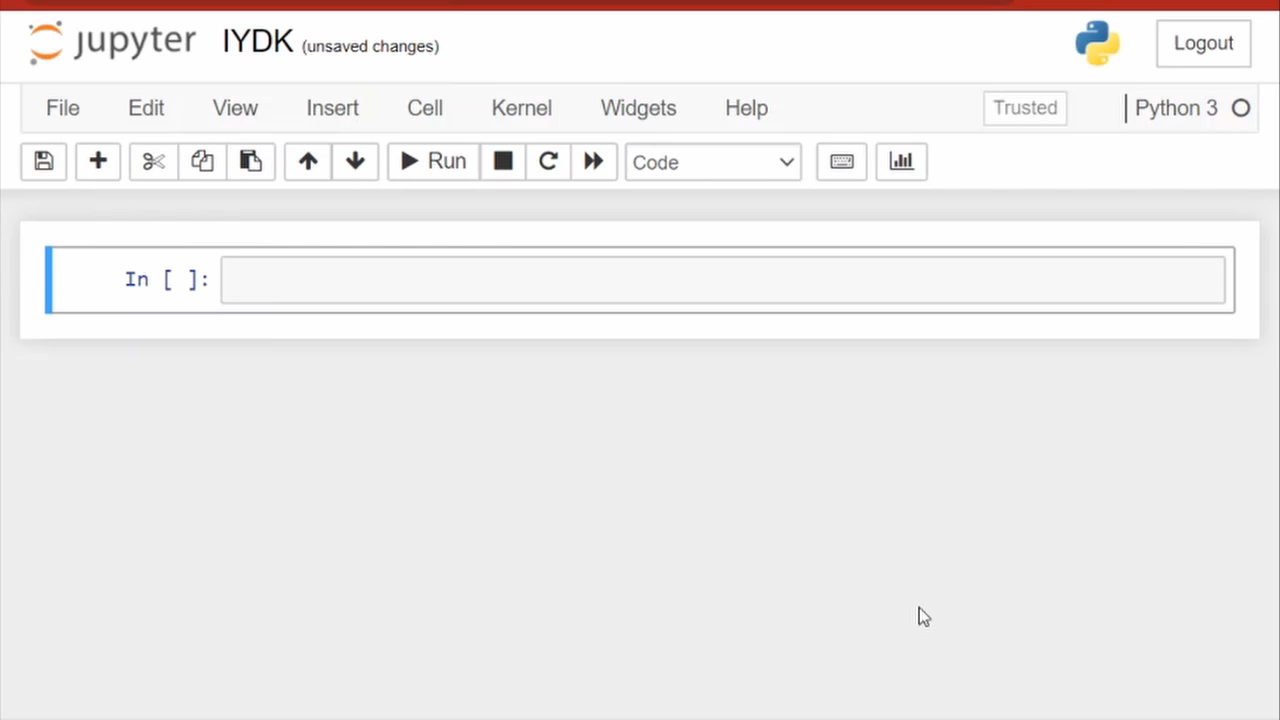 jupyter IYDK (unsaved changes) Logout
File Edit View Insert Cell Kernel Widgets Help Trusted Python 3
Run Code
In [ ]: